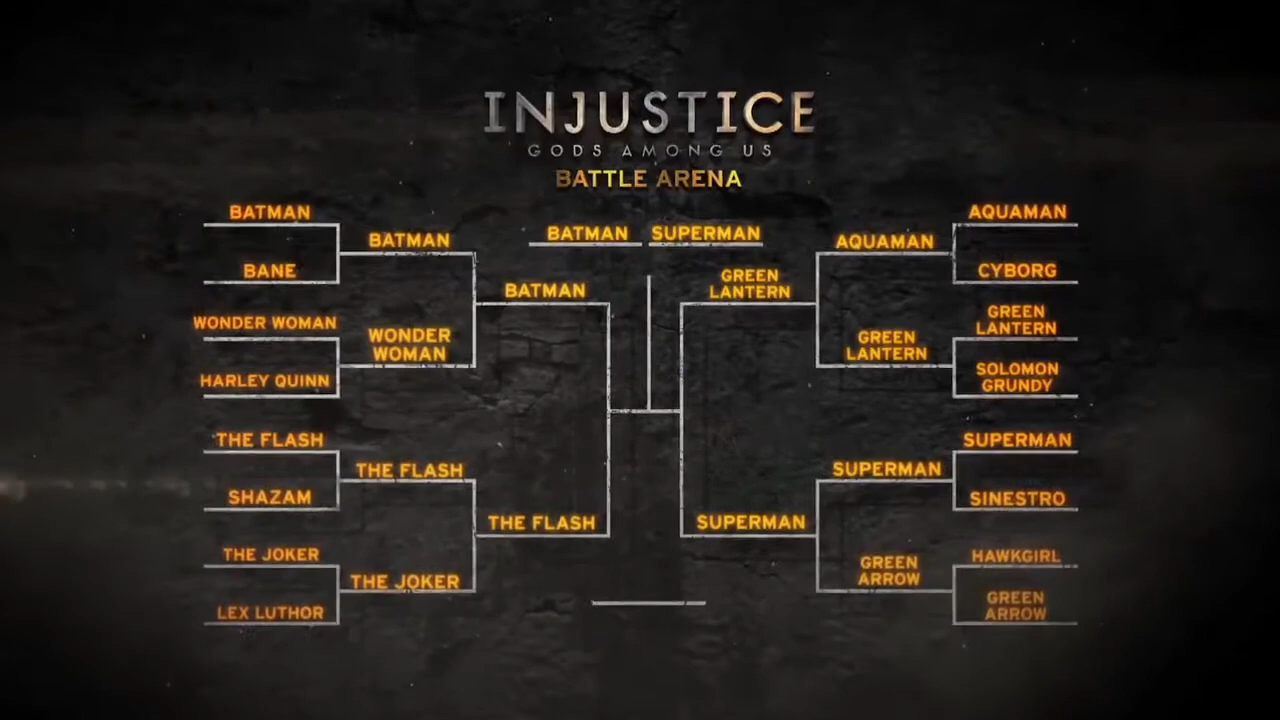 INJUSTICE
GODS AMONG US
BATTLE ARENA
BATMAN
BANE
WONDER WOMAN
HARLEY QUINN
THE FLASH
SHAZAM
THE JOKER
LEX LUTHOR
BATMAN
WONDER
WOMAN
THE FLASH
THE JOKER
BATMAN
THE FLASH
BATMAN
SUPERMAN
GREEN
LANTERN
SUPERMAN
AQUAMAN
GREEN
LANTERN
SUPERMAN
GREEN
ARROW
AQUAMAN
CYBORG
GREEN
LANTERN
SOLOMON
GRUNDY
SUPERMAN
SINESTRO
HAWKGIRL
GREEN
ARROW